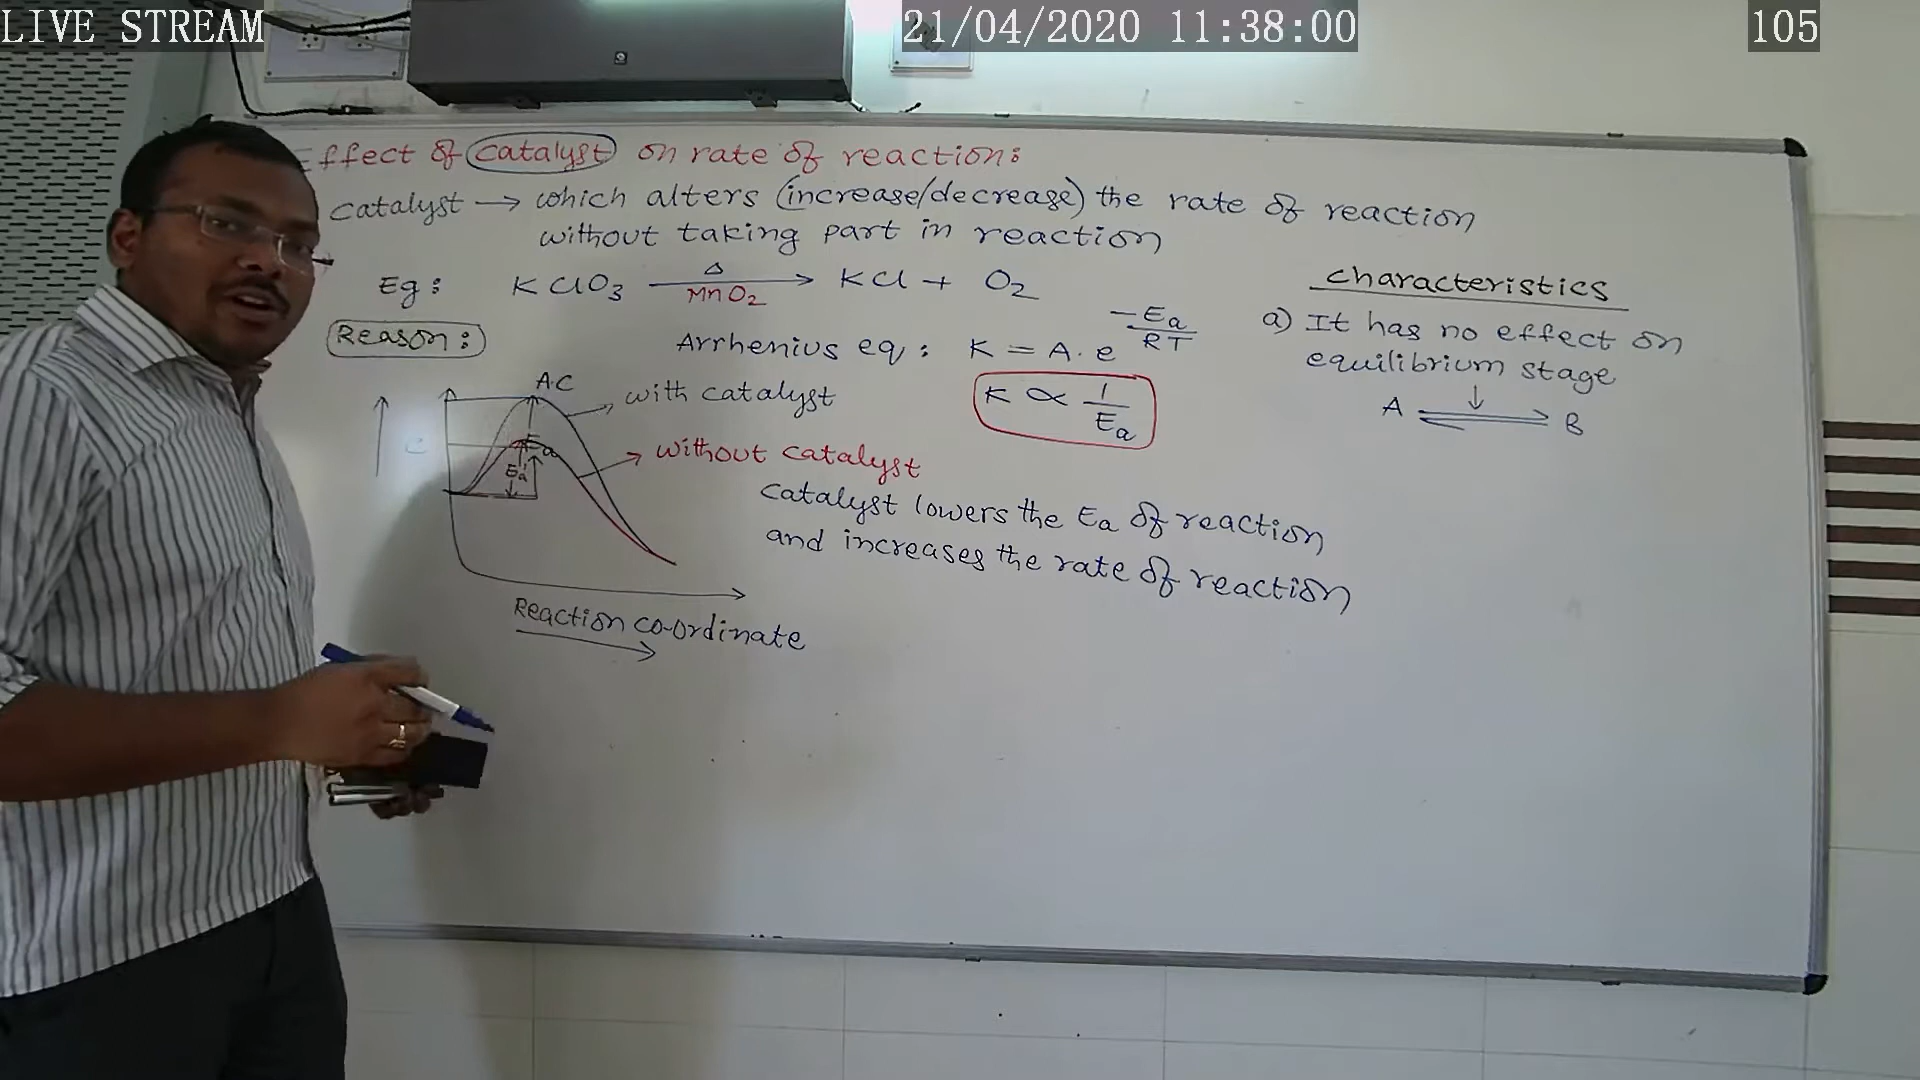 LIVE STREAM
21/04/2020 11:38:00
105
Effect of catalyst on rate of reaction:
catalyst → which alters (increase/decrease) the rate of reaction
without taking part in reaction
Eg: KClO3 —Δ/MnO2→ KCl + O2
Reason:
Arrhenius eq: K = A.e^(-Ea/RT)
K ∝ 1/Ea
A.C
with catalyst
Ea
Ea'
without catalyst
catalyst lowers the Ea of reaction
and increases the rate of reaction
Reaction co-ordinate
characteristics
a) It has no effect on
equilibrium stage
A ⇌ B